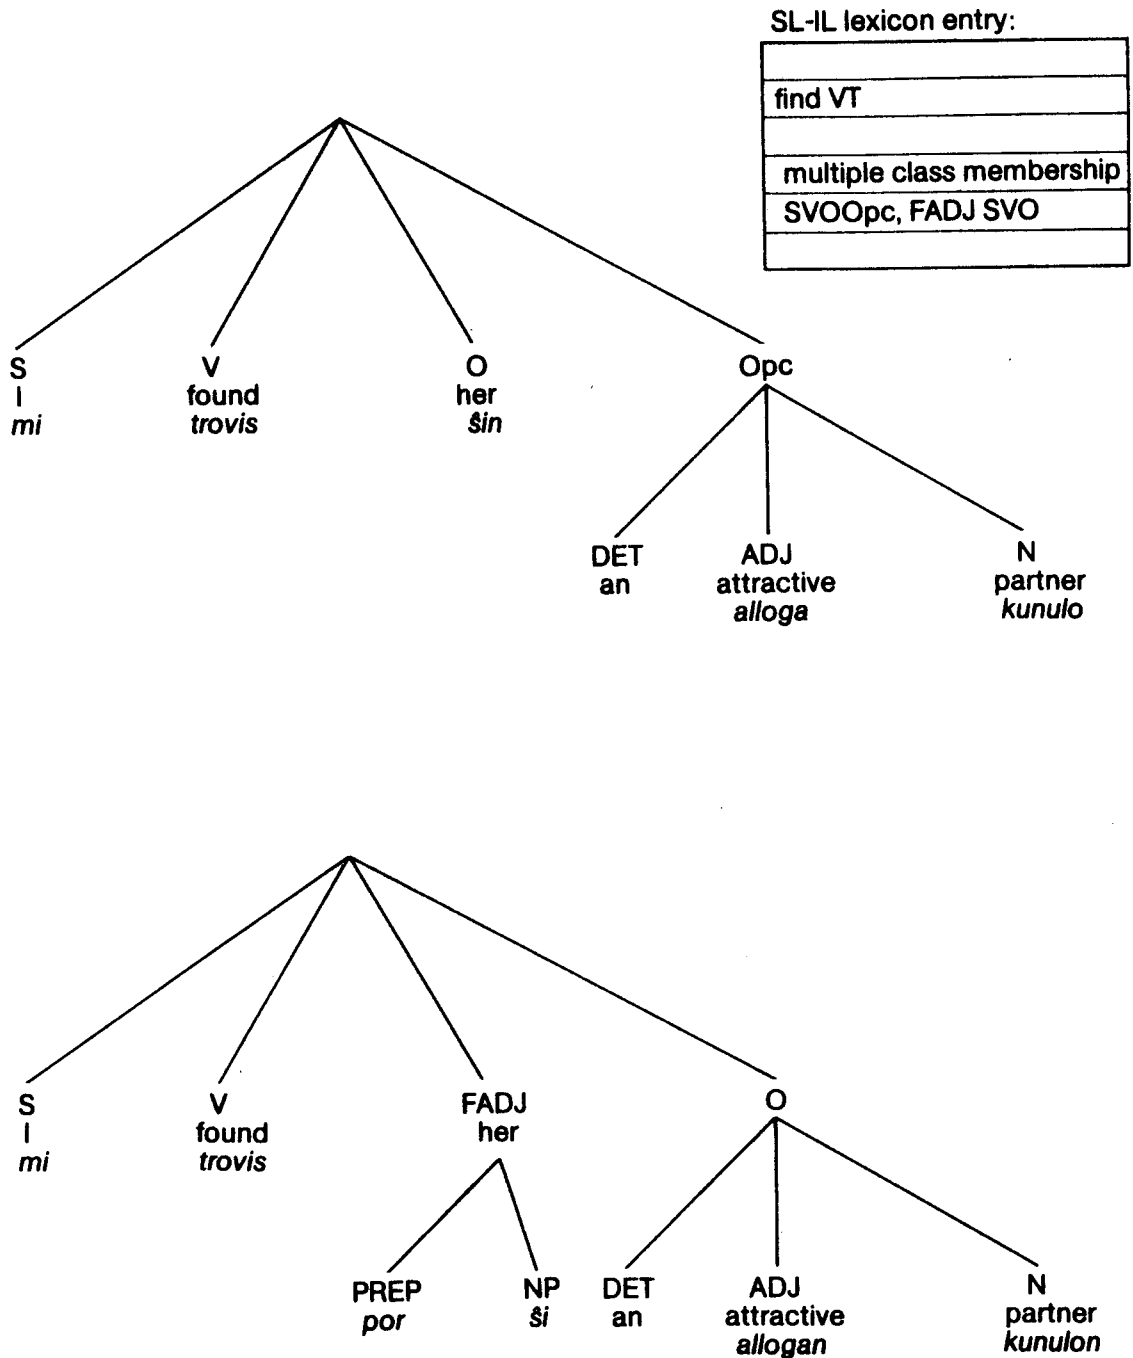 SL-IL lexicon entry:
find VT
multiple class membership
SVOOpc, FADJ SVO
S V O Opc
I found her
mi trovis ŝin
DET ADJ N
an attractive partner
alloga kunulo
S V FADJ O
I found her
mi trovis
PREP NP DET ADJ N
por ŝi an attractive partner
allogan kunulon